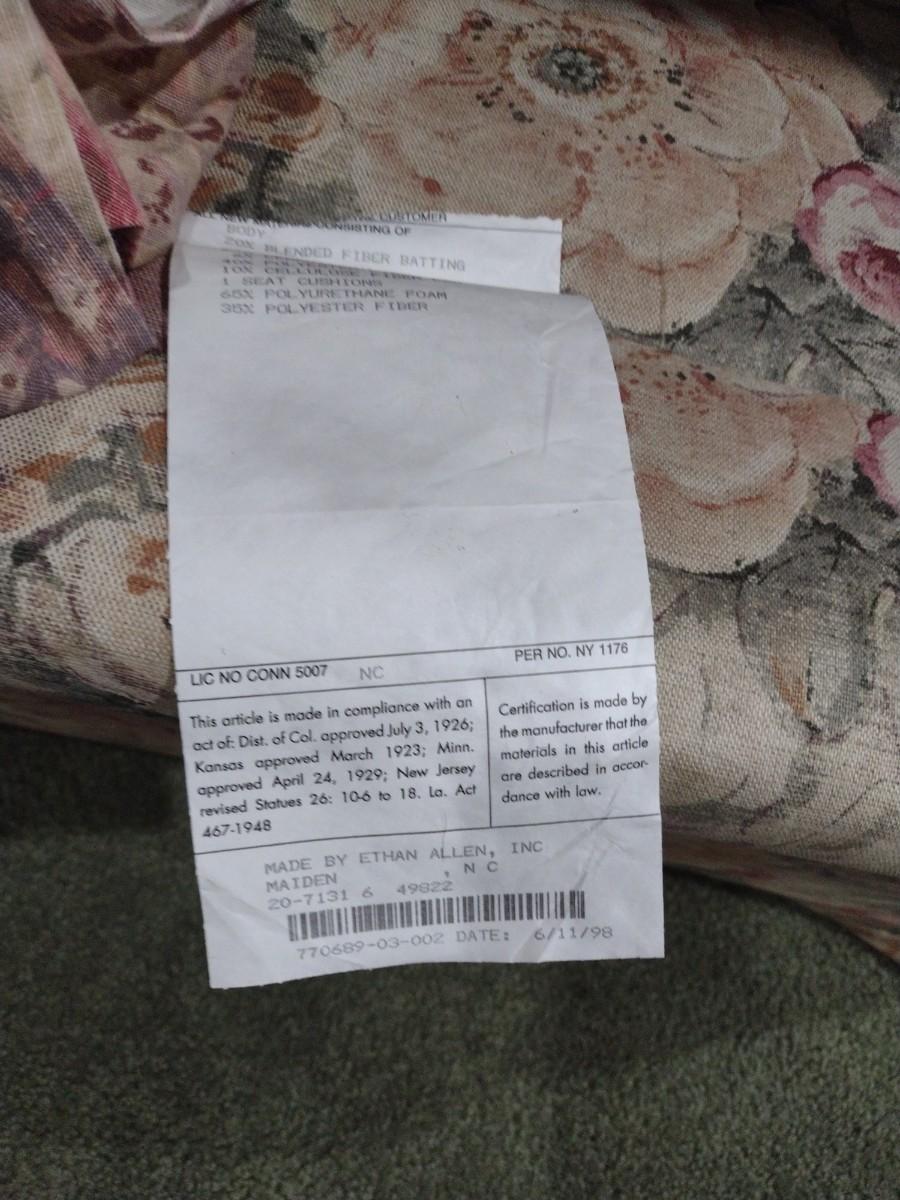 CUSTOMER
CONSISTING OF
BODY
20% BLENDED FIBER BATTING
10% CELLULOSE FIBER
1 SEAT CUSHIONS
65% POLYURETHANE FOAM
35% POLYESTER FIBER
LIC NO CONN 5007 NC
PER NO. NY 1176
This article is made in compliance with an
act of: Dist. of Col. approved July 3, 1926;
Kansas approved March 1923; Minn.
approved April 24, 1929; New Jersey
revised Statues 26: 10-6 to 18. La. Act
467-1948
Certification is made by
the manufacturer that the
materials in this article
are described in accor-
dance with law.
MADE BY ETHAN ALLEN, INC
MAIDEN , N C
20-7131 6 49822
770689-03-002 DATE: 6/11/98